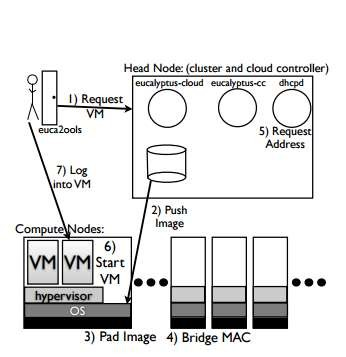 Head Node: (cluster and cloud controller)
eucalyptus-cloud eucalyptus-cc dhcpd
1) Request
VM
euca2ools
5) Request
Address
7) Log
into VM
2) Push
Image
Compute Nodes:
VM VM
6)
Start
VM
hypervisor
OS
3) Pad Image 4) Bridge MAC